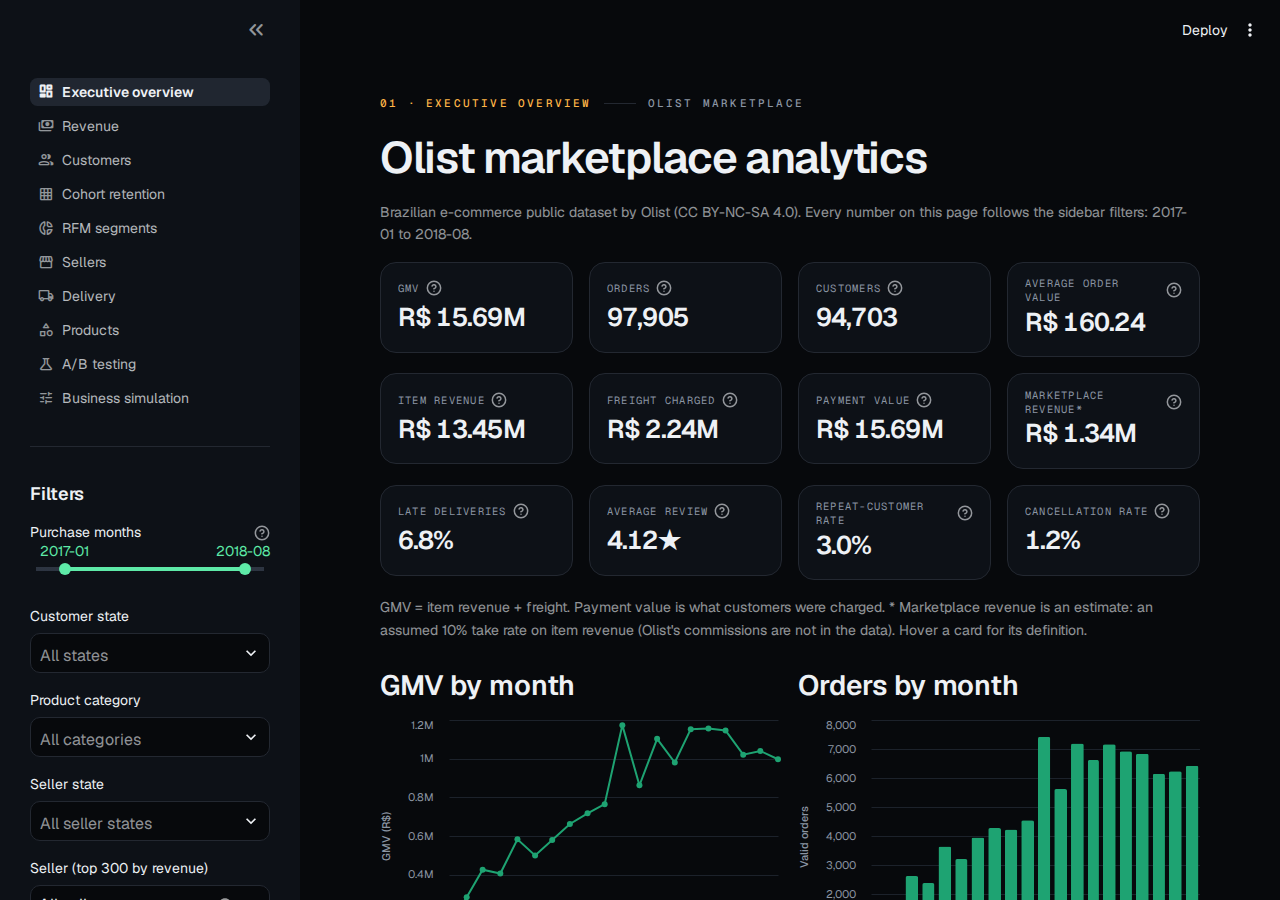 Deploy
Executive overview
Revenue
Customers
Cohort retention
RFM segments
Sellers
Delivery
Products
A/B testing
Business simulation
Filters
Purchase months
2017-01 2018-08
Customer state
All states
Product category
All categories
Seller state
All seller states
Seller (top 300 by revenue)
01 · EXECUTIVE OVERVIEW OLIST MARKETPLACE
Olist marketplace analytics
Brazilian e-commerce public dataset by Olist (CC BY-NC-SA 4.0). Every number on this page follows the sidebar filters: 2017-
01 to 2018-08.
GMV
R$ 15.69M
ORDERS
97,905
CUSTOMERS
94,703
AVERAGE ORDER
VALUE
R$ 160.24
ITEM REVENUE
R$ 13.45M
FREIGHT CHARGED
R$ 2.24M
PAYMENT VALUE
R$ 15.69M
MARKETPLACE
REVENUE*
R$ 1.34M
LATE DELIVERIES
6.8%
AVERAGE REVIEW
4.12★
REPEAT-CUSTOMER
RATE
3.0%
CANCELLATION RATE
1.2%
GMV = item revenue + freight. Payment value is what customers were charged. * Marketplace revenue is an estimate: an
assumed 10% take rate on item revenue (Olist's commissions are not in the data). Hover a card for its definition.
GMV by month
1.2M
1M
0.8M
0.6M
0.4M
GMV (R$)
Orders by month
8,000
7,000
6,000
5,000
4,000
3,000
2,000
Valid orders